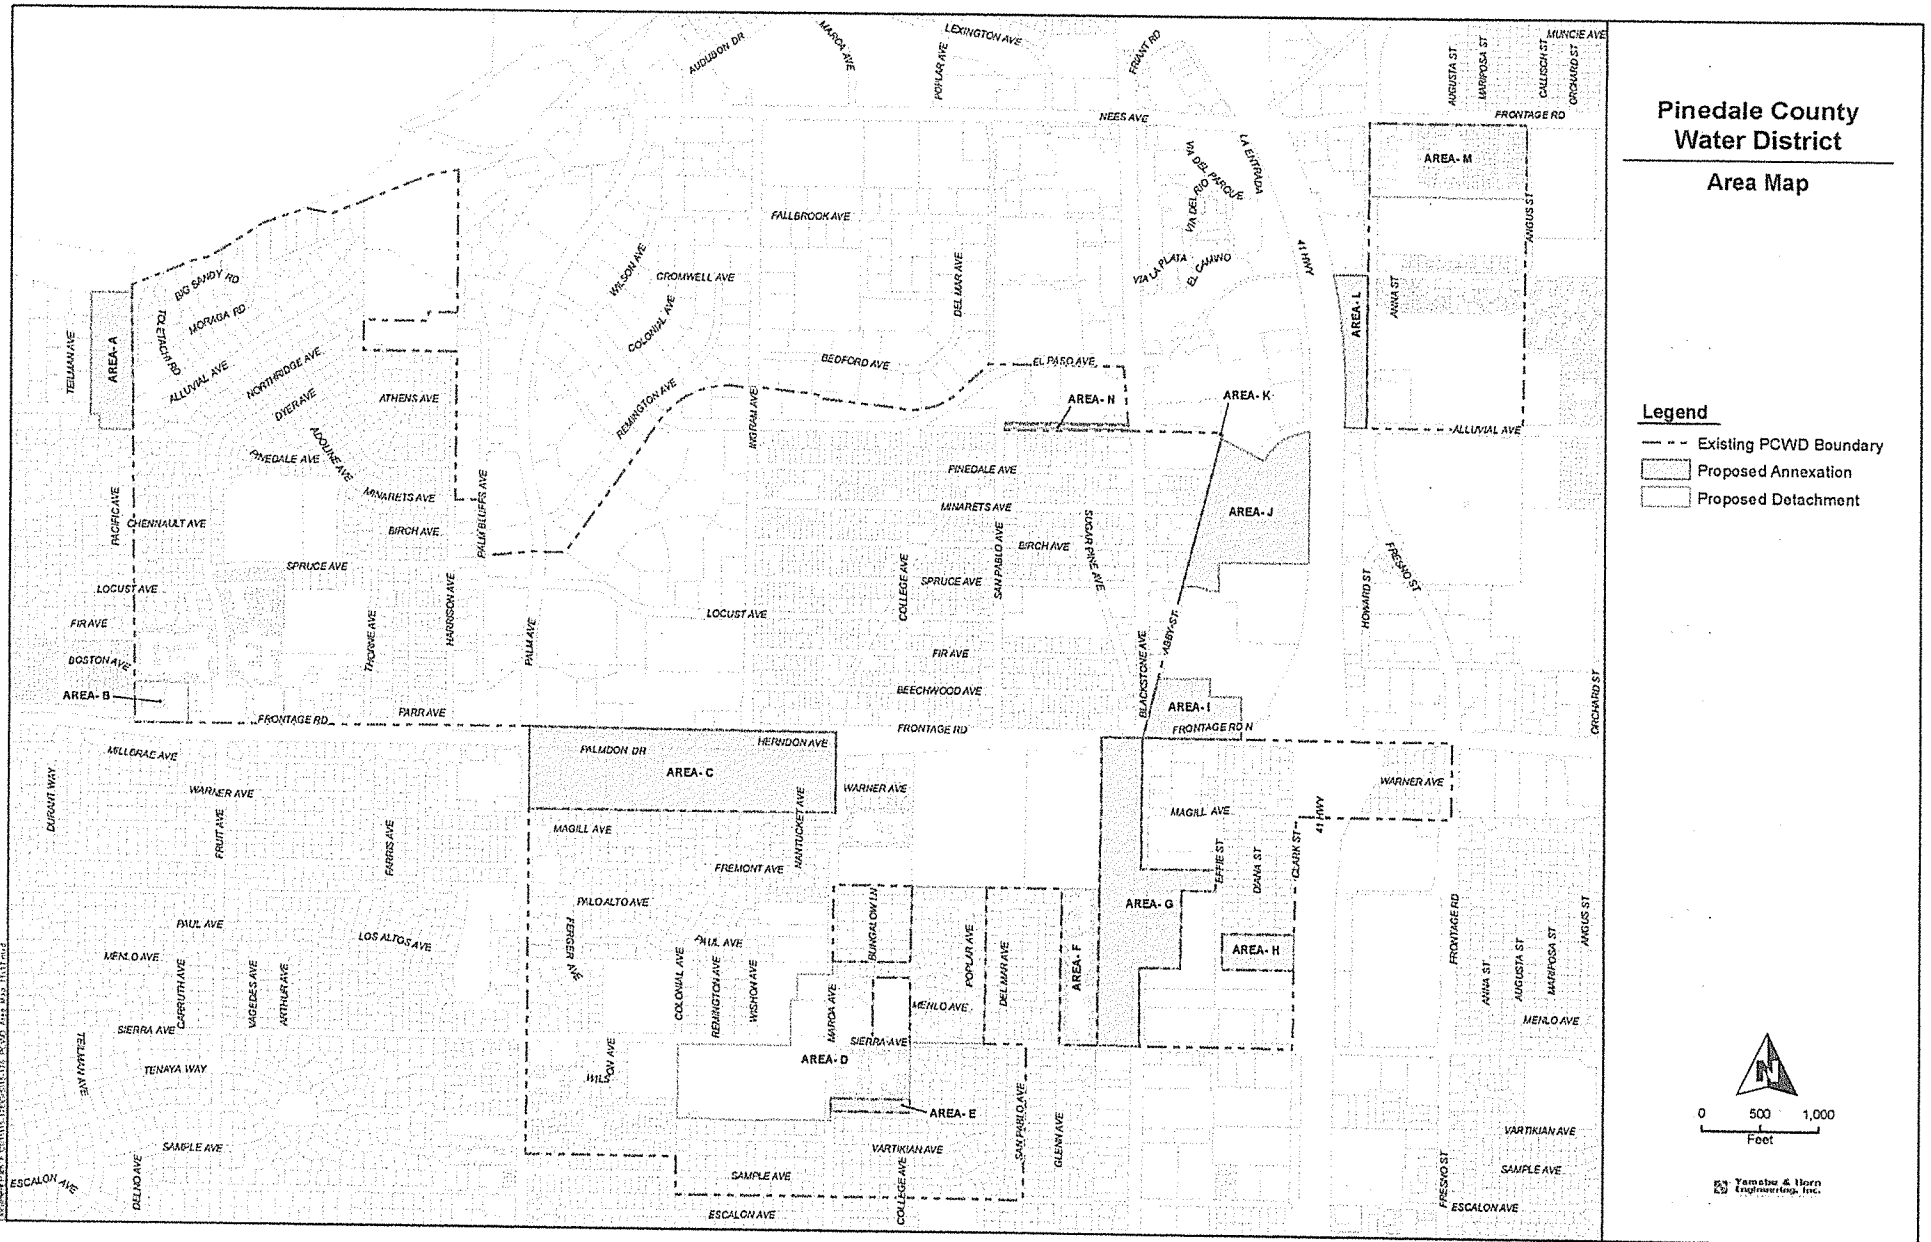 AUDUBON DR
MAROA AVE
POPLAR AVE
LEXINGTON AVE
FRIANT RD
AUGUSTA ST
MARIPOSA ST
CALLISCH ST
ORCHARD ST
MUNCIE AVE
NEES AVE
FRONTAGE RD
AREA- M
VIA DEL PARQUE
LA ENTRADA
VIA DEL RIO
ANGUS ST
FALLBROOK AVE
WILSON AVE
CROMWELL AVE
COLONIAL AVE
DEL MAR AVE
VIA LA PLATA
EL CAMINO
41 HWY
ANNA ST
AREA- L
BIG SANDY RD
MORAGA RD
TOLETACHI RD
TEILMAN AVE
AREA- A
ALLUVIAL AVE
NORTHRIDGE AVE
DYER AVE
ATHENS AVE
REMINGTON AVE
INGRAM AVE
BEDFORD AVE
EL PASO AVE
AREA- N
AREA- K
ALLUVIAL AVE
PINEDALE AVE
ADOLINE AVE
MINARETS AVE
PALM BLUFFS AVE
PINEDALE AVE
MINARETS AVE
AREA- J
PACIFIC AVE
CHENNAULT AVE
BIRCH AVE
SAN PABLO AVE
BIRCH AVE
SUGAR PINE AVE
FRESNO ST
SPRUCE AVE
COLLEGE AVE
SPRUCE AVE
LOCUST AVE
HARRISON AVE
LOCUST AVE
HOWARD ST
FIR AVE
THORNE AVE
PALM AVE
FIR AVE
BLACKSTONE AVE
ABBY ST
BOSTON AVE
AREA- B
BEECHWOOD AVE
AREA- I
ORCHARD ST
FRONTAGE RD
PARR AVE
FRONTAGE RD
FRONTAGE RD N
MILLBRAE AVE
PALMDON DR
HERNDON AVE
AREA- C
DURANT WAY
WARNER AVE
WARNER AVE
WARNER AVE
FRUIT AVE
FARRIS AVE
MAGILL AVE
NANTUCKET AVE
MAGILL AVE
41 HWY
FREMONT AVE
EFFIE ST
DIANA ST
CLARK ST
PALO ALTO AVE
BUNGALOW LN
AREA- G
PAUL AVE
LOS ALTOS AVE
FERGER AVE
PAUL AVE
POPLAR AVE
DEL MAR AVE
AREA- F
AREA- H
FRONTAGE RD
ANGUS ST
MENLO AVE
CARRUTH AVE
VAGEDES AVE
ARTHUR AVE
COLONIAL AVE
REMINGTON AVE
WISHON AVE
MAROA AVE
MENLO AVE
ANNA ST
AUGUSTA ST
MARIPOSA ST
MENLO AVE
SIERRA AVE
SIERRA AVE
TEILMAN AVE
TENAYA WAY
WILSON AVE
AREA- D
AREA- E
SAN PABLO AVE
GLENN AVE
VARTIKIAN AVE
VARTIKIAN AVE
SAMPLE AVE
SAMPLE AVE
SAMPLE AVE
ESCALON AVE
DELNO AVE
ESCALON AVE
COLLEGE AVE
FRESNO ST
ESCALON AVE
Pinedale County
Water District
Area Map
Legend
Existing PCWD Boundary
Proposed Annexation
Proposed Detachment
N
0 500 1,000
Feet
Yamabe & Horn
Engineering, Inc.